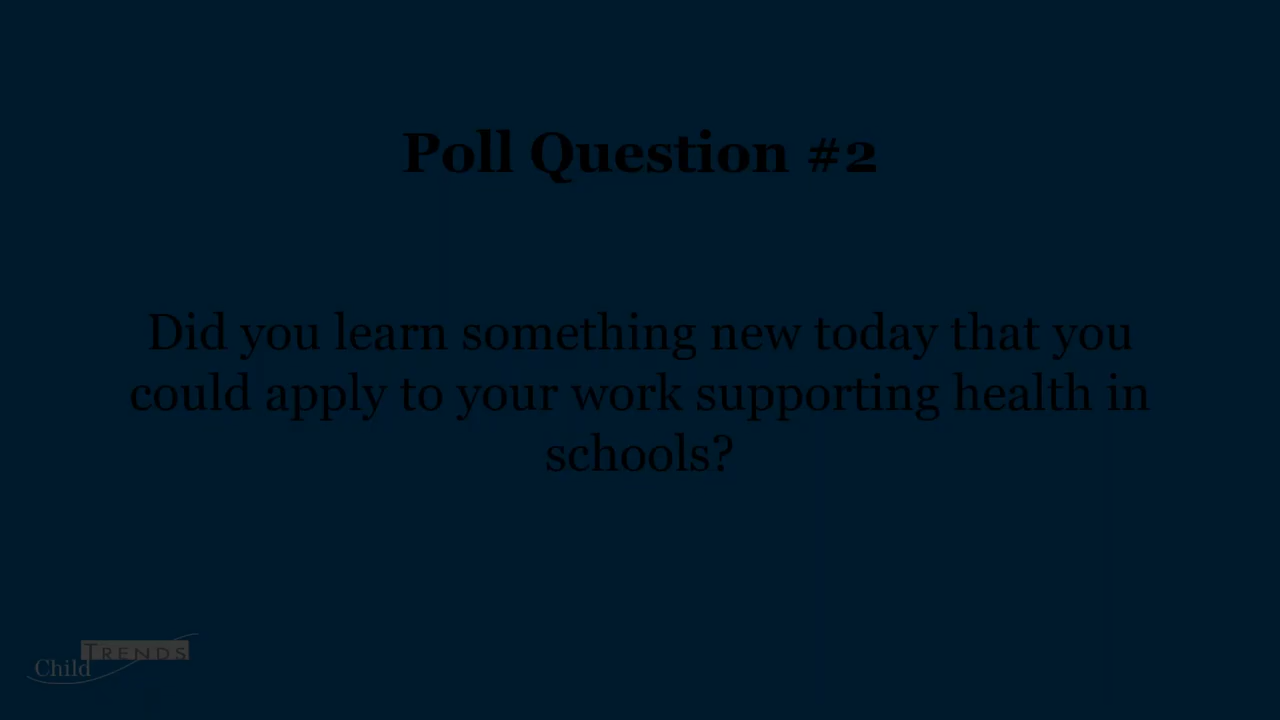 Poll Question #2
Did you learn something new today that you
could apply to your work supporting health in
schools?
Child TRENDS